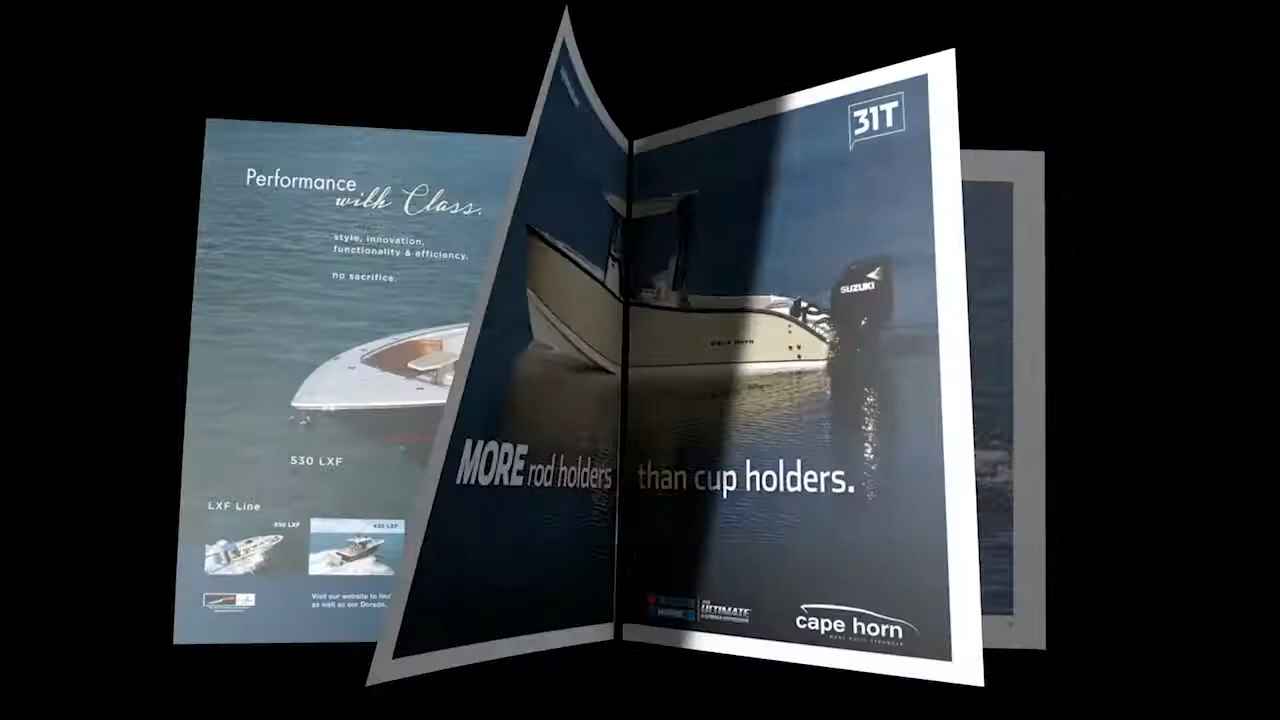 Performance
with Class.
style, innovation,
functionality & efficiency.
no sacrifice.
530 LXF
LXF Line
530 LXF
430 LXF
Visit our website to find
as well as our Dorado.
31T
SUZUKI
cape horn
MORE rod holders than cup holders.
ULTIMATE
cape horn